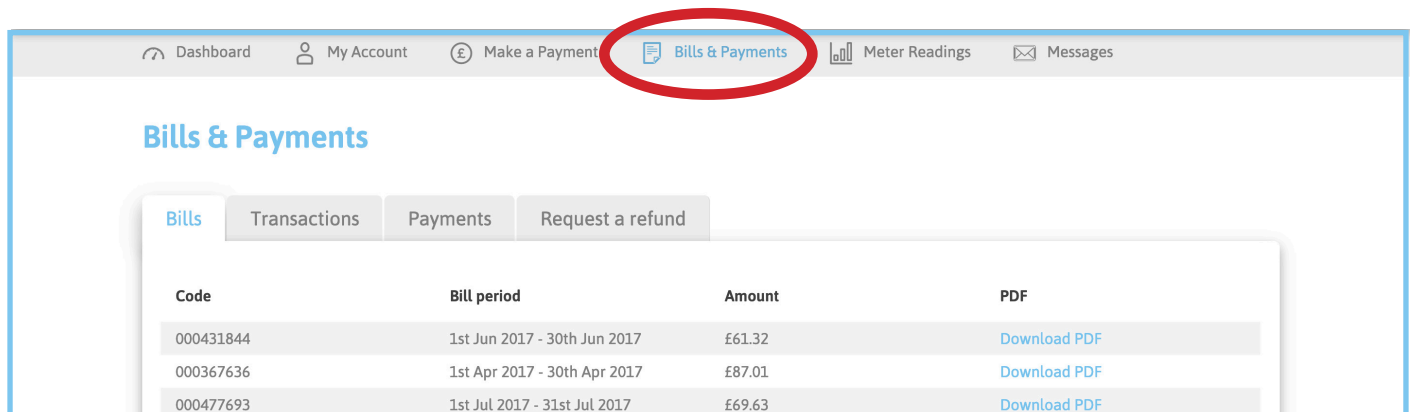 Dashboard My Account £ Make a Payment Bills & Payments Meter Readings Messages
Bills & Payments
Bills Transactions Payments Request a refund
Code Bill period Amount PDF
000431844 1st Jun 2017 - 30th Jun 2017 £61.32 Download PDF
000367636 1st Apr 2017 - 30th Apr 2017 £87.01 Download PDF
000477693 1st Jul 2017 - 31st Jul 2017 £69.63 Download PDF